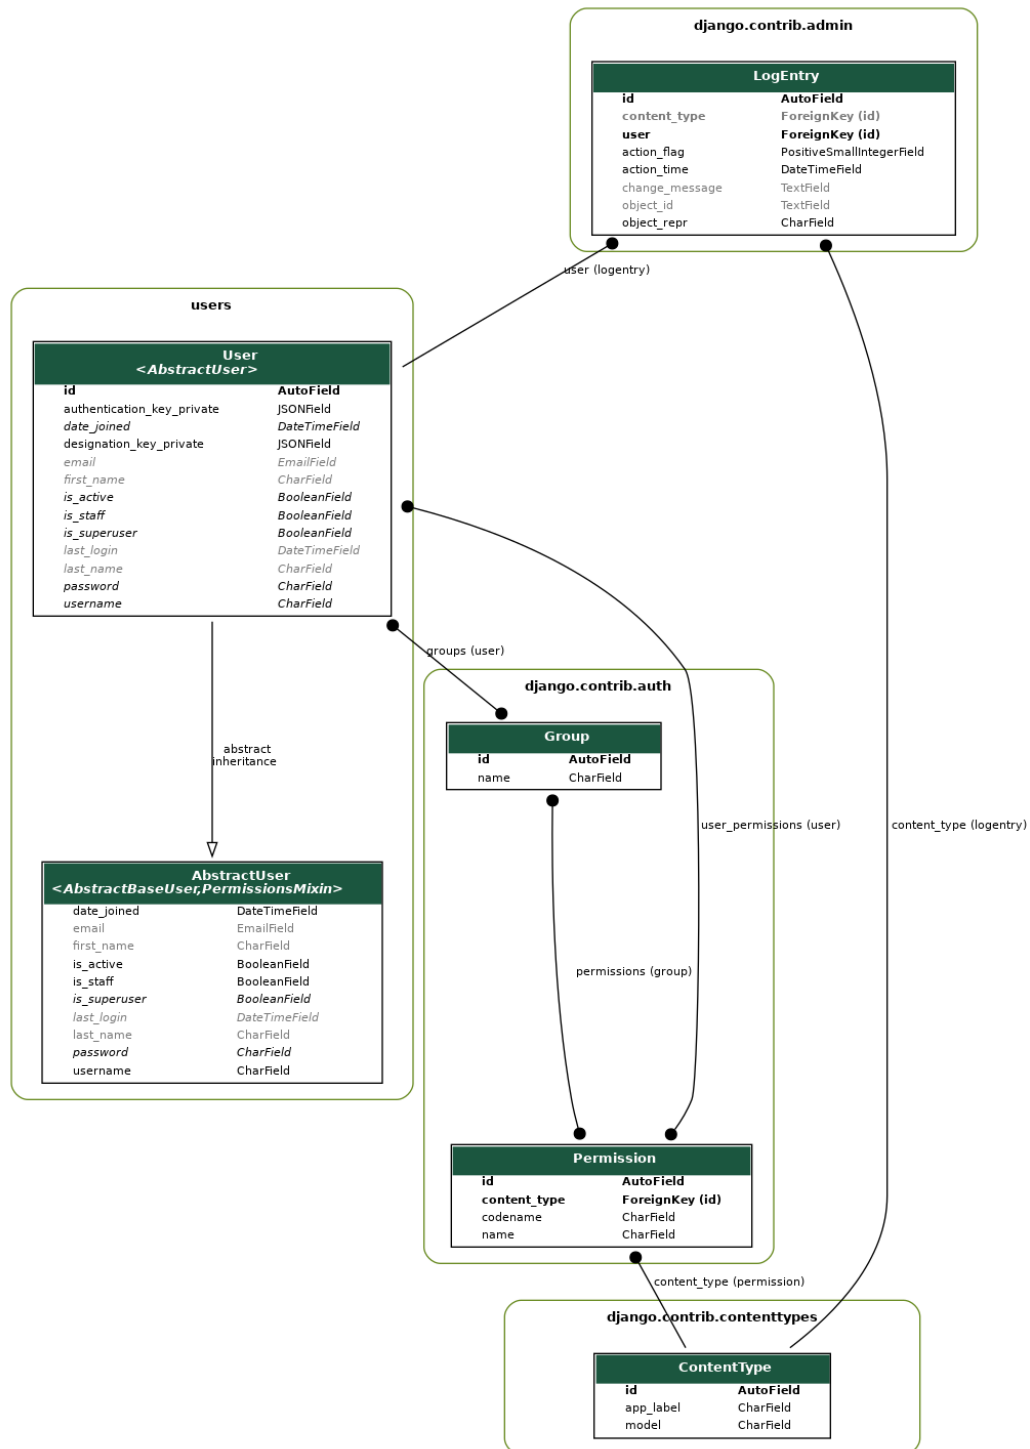 django.contrib.admin
LogEntry
id AutoField
content_type ForeignKey (id)
user ForeignKey (id)
action_flag PositiveSmallIntegerField
action_time DateTimeField
change_message TextField
object_id TextField
object_repr CharField
user (logentry)
users
User
<AbstractUser>
id AutoField
authentication_key_private JSONField
date_joined DateTimeField
designation_key_private JSONField
email EmailField
first_name CharField
is_active BooleanField
is_staff BooleanField
is_superuser BooleanField
last_login DateTimeField
last_name CharField
password CharField
username CharField
groups (user)
django.contrib.auth
Group
id AutoField
name CharField
abstract
inheritance
user_permissions (user)
content_type (logentry)
AbstractUser
<AbstractBaseUser,PermissionsMixin>
date_joined DateTimeField
email EmailField
first_name CharField
is_active BooleanField
is_staff BooleanField
is_superuser BooleanField
last_login DateTimeField
last_name CharField
password CharField
username CharField
permissions (group)
Permission
id AutoField
content_type ForeignKey (id)
codename CharField
name CharField
content_type (permission)
django.contrib.contenttypes
ContentType
id AutoField
app_label CharField
model CharField